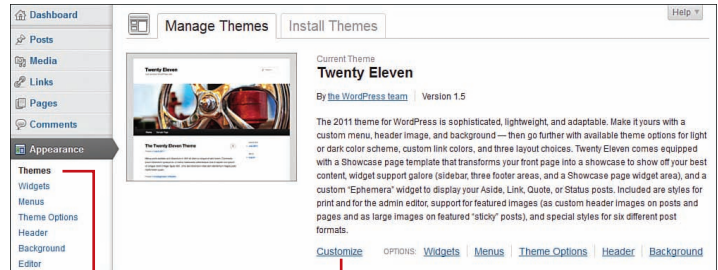 Dashboard
Posts
Media
Links
Pages
Comments
Appearance
Themes
Widgets
Menus
Theme Options
Header
Background
Editor
Help
Manage Themes
Install Themes
Twenty Eleven
The Twenty Eleven Theme
Current Theme
Twenty Eleven
By the WordPress team | Version 1.5
The 2011 theme for WordPress is sophisticated, lightweight, and adaptable. Make it yours with a
custom menu, header image, and background — then go further with available theme options for light
or dark color scheme, custom link colors, and three layout choices. Twenty Eleven comes equipped
with a Showcase page template that transforms your front page into a showcase to show off your best
content, widget support galore (sidebar, three footer areas, and a Showcase page widget area), and a
custom "Ephemera" widget to display your Aside, Link, Quote, or Status posts. Included are styles for
print and for the admin editor, support for featured images (as custom header images on posts and
pages and as large images on featured "sticky" posts), and special styles for six different post
formats.
Customize OPTIONS: Widgets | Menus | Theme Options | Header | Background